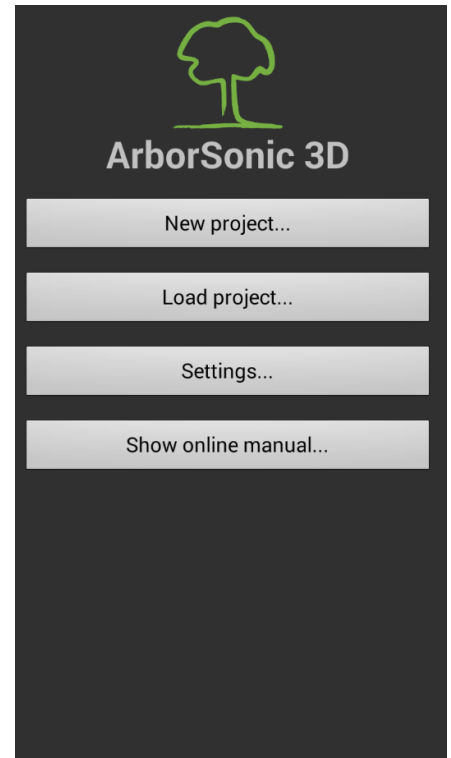 ArborSonic 3D
New project...
Load project...
Settings...
Show online manual...